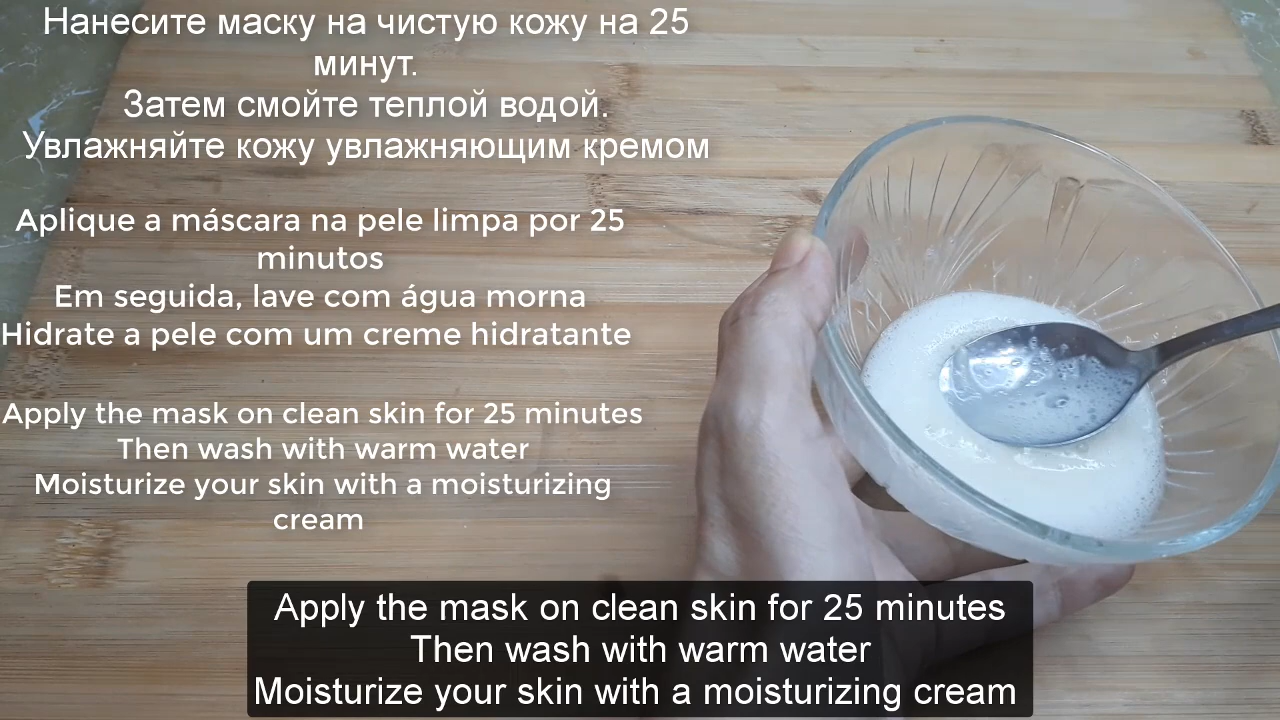 Нанесите маску на чистую кожу на 25
минут.
Затем смойте теплой водой.
Увлажняйте кожу увлажняющим кремом
Aplique a máscara na pele limpa por 25
minutos
Em seguida, lave com água morna
Hidrate a pele com um creme hidratante
Apply the mask on clean skin for 25 minutes
Then wash with warm water
Moisturize your skin with a moisturizing
cream
Apply the mask on clean skin for 25 minutes
Then wash with warm water
Moisturize your skin with a moisturizing cream